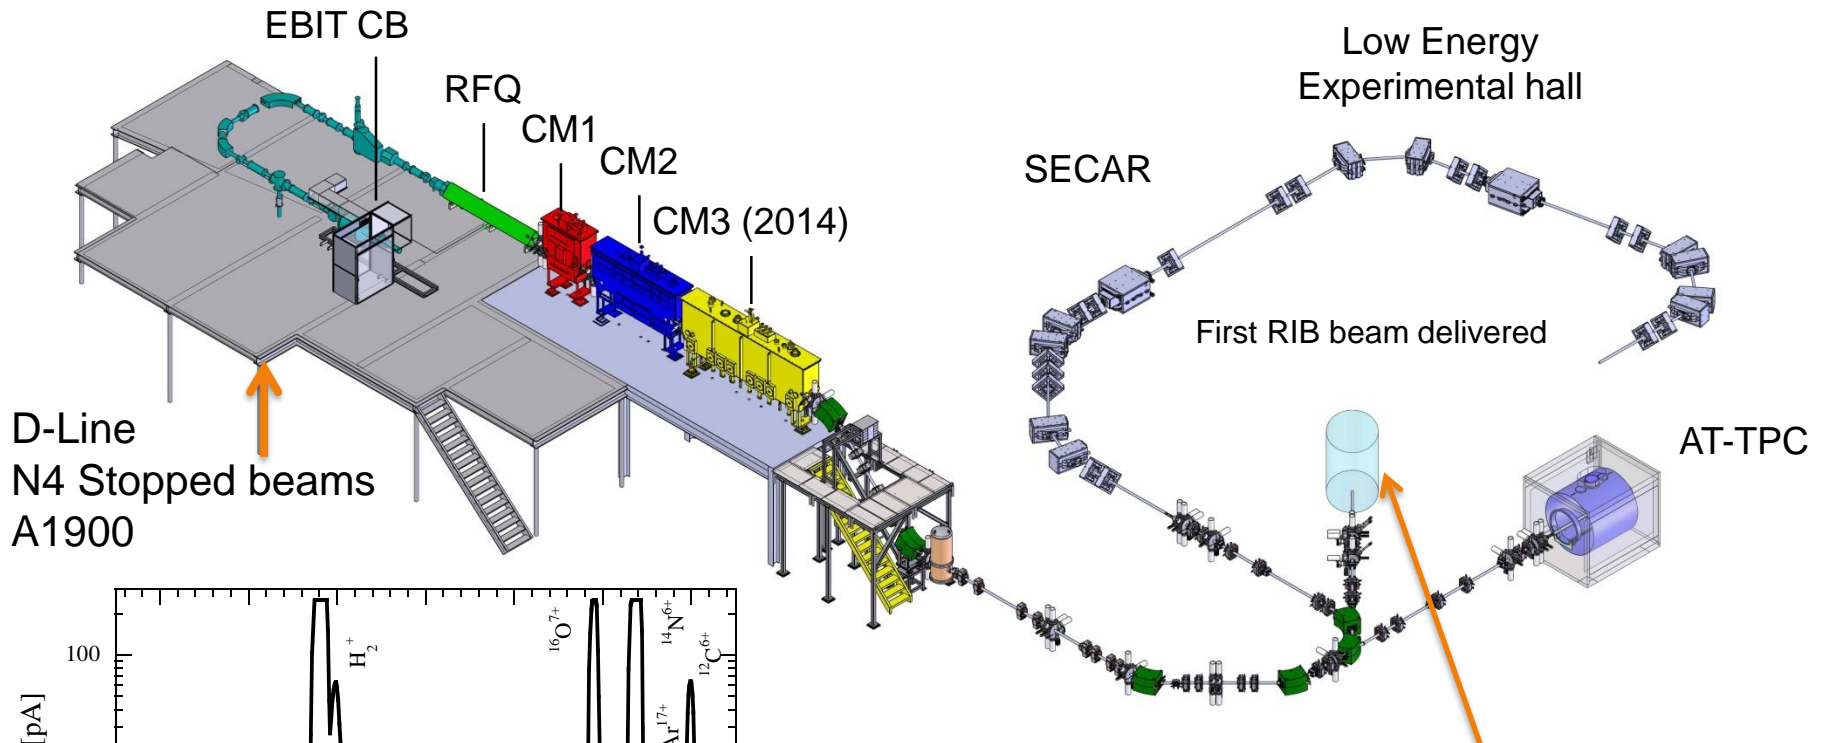 EBIT CB
RFQ
CM1
CM2
CM3 (2014)
Low Energy
Experimental hall
SECAR
First RIB beam delivered
AT-TPC
D-Line
N4 Stopped beams
A1900
100
[pA]
H₂⁺
¹⁶O⁷⁺
¹⁴N⁶⁺
¹²C⁶⁺
Ar¹⁷⁺